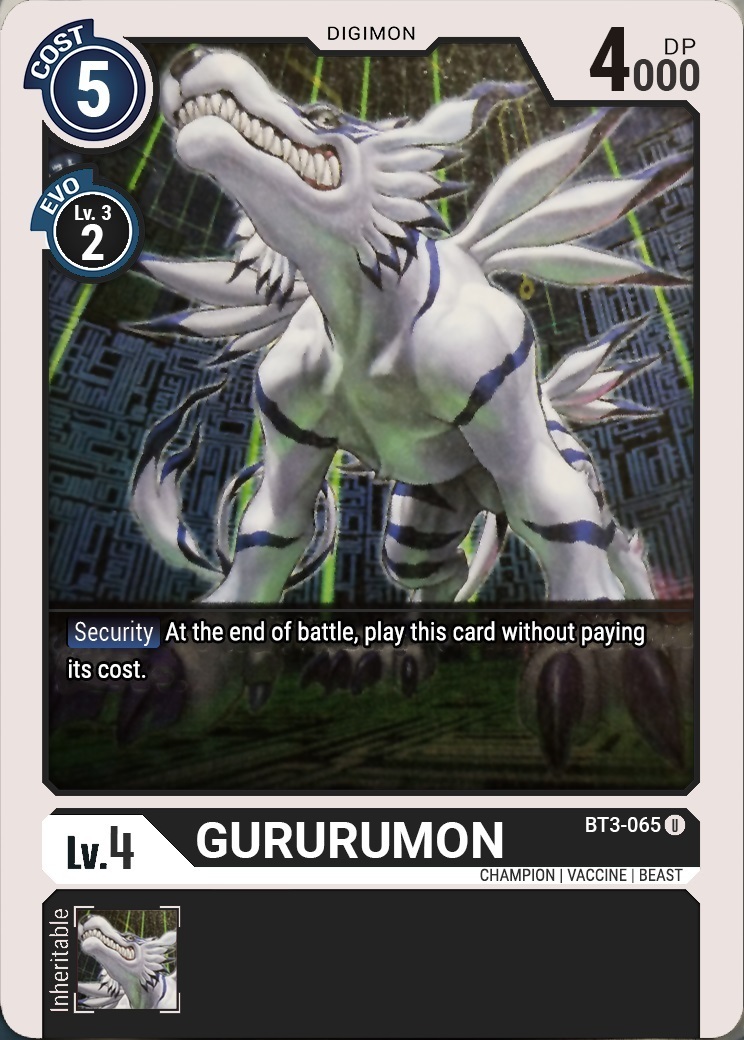 DIGIMON
COST
5
DP
4000
EVO
Lv. 3
2
Security At the end of battle, play this card without paying
its cost.
Lv.4
GURURUMON
BT3-065 U
CHAMPION | VACCINE | BEAST
Inheritable